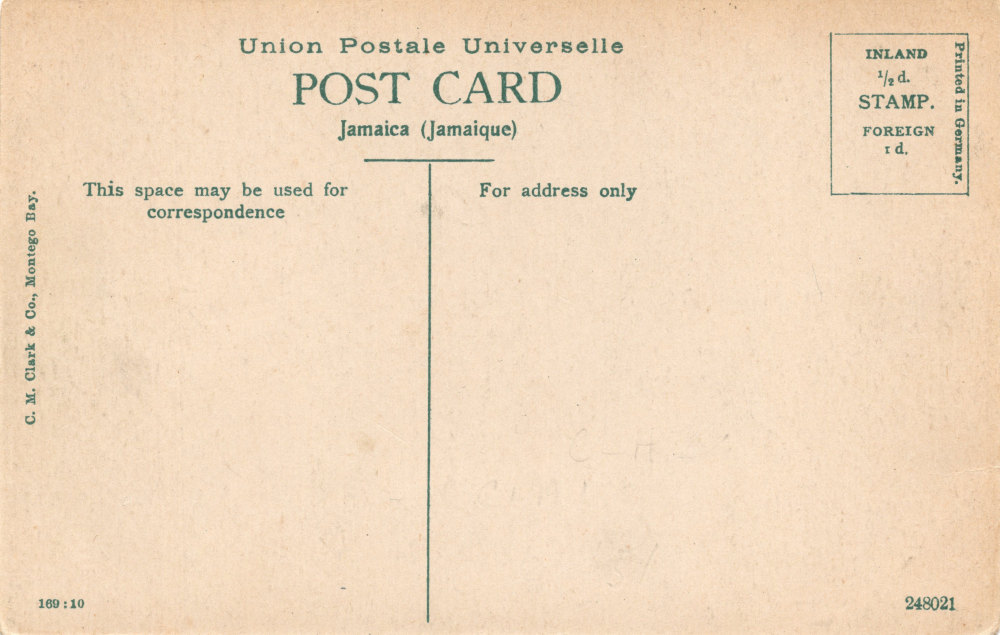 Union Postale Universelle
POST CARD
Jamaica (Jamaique)
This space may be used for
correspondence
For address only
INLAND
1/2 d.
STAMP.
FOREIGN
1 d.
Printed in Germany.
C. M. Clark & Co., Montego Bay.
169 : 10
248021